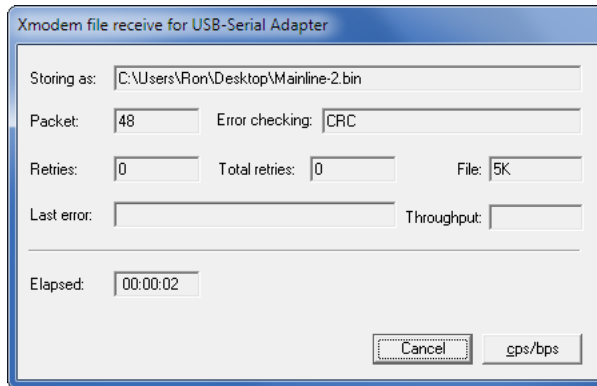 Xmodem file receive for USB-Serial Adapter
Storing as: C:\Users\Ron\Desktop\Mainline-2.bin
Packet: 48 Error checking: CRC
Retries: 0 Total retries: 0 File: 5K
Last error: Throughput:
Elapsed: 00:00:02
Cancel cps/bps